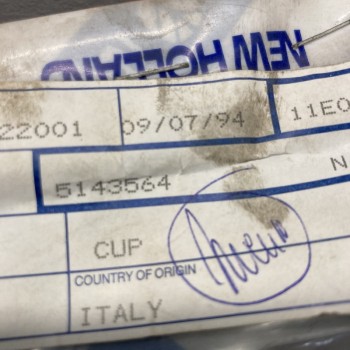 NEW HOLLAND
22001 09/07/94 11E0
5143564 N
CUP
COUNTRY OF ORIGIN
ITALY